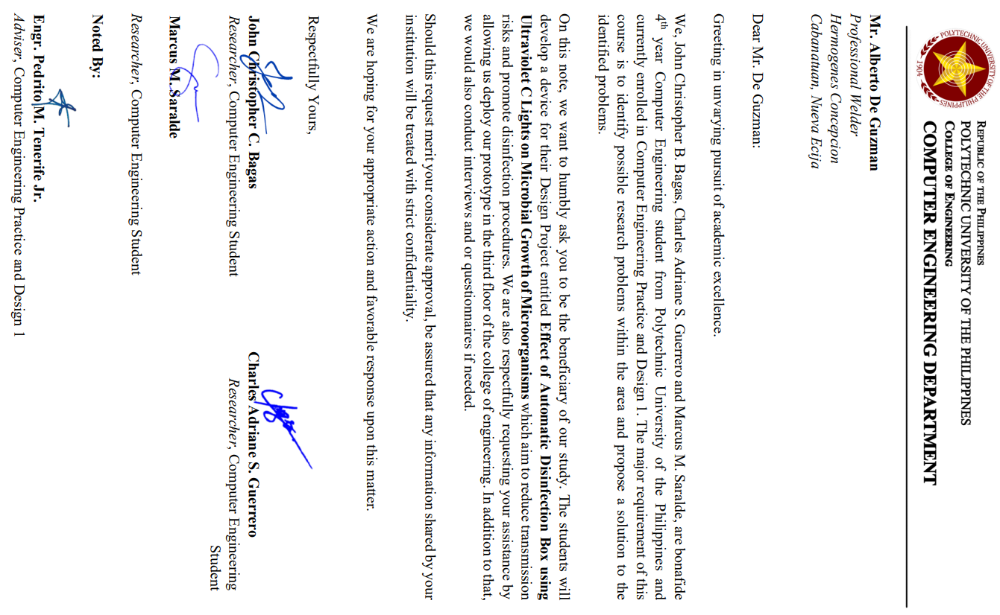 POLYTECHNIC UNIVERSITY OF THE PHILIPPINES
1904
REPUBLIC OF THE PHILIPPINES
POLYTECHNIC UNIVERSITY OF THE PHILIPPINES
COLLEGE OF ENGINEERING
COMPUTER ENGINEERING DEPARTMENT
Mr. Alberto De Guzman
Professional Welder
Hermogenes Concepcion
Cabanatuan, Nueva Ecija
Dear Mr. De Guzman:
Greeting in unvarying pursuit of academic excellence.
We, John Christopher B. Bagas, Charles Adriane S. Guerrero and Marcus M. Saralde, are bonafide
4th year Computer Engineering student from Polytechnic University of the Philippines and
currently enrolled in Computer Engineering Practice and Design 1. The major requirement of this
course is to identify possible research problems within the area and propose a solution to the
identified problems.
On this note, we want to humbly ask you to be the beneficiary of our study. The students will
develop a device for their Design Project entitled Effect of Automatic Disinfection Box using
Ultraviolet C Lights on Microbial Growth of Microorganisms which aim to reduce transmission
risks and promote disinfection procedures. We are also respectfully requesting your assistance by
allowing us deploy our prototype in the third floor of the college of engineering. In addition to that,
we would also conduct interviews and or questionnaires if needed.
Should this request merit your considerate approval, be assured that any information shared by your
institution will be treated with strict confidentiality.
We are hoping for your appropriate action and favorable response upon this matter.
Respectfully Yours,
John Christopher C. Bagas
Researcher, Computer Engineering Student
Charles Adriane S. Guerrero
Researcher, Computer Engineering
Student
Marcus M. Saralde
Researcher, Computer Engineering Student
Noted By:
Engr. Pedrito M. Tenerife Jr.
Adviser, Computer Engineering Practice and Design 1